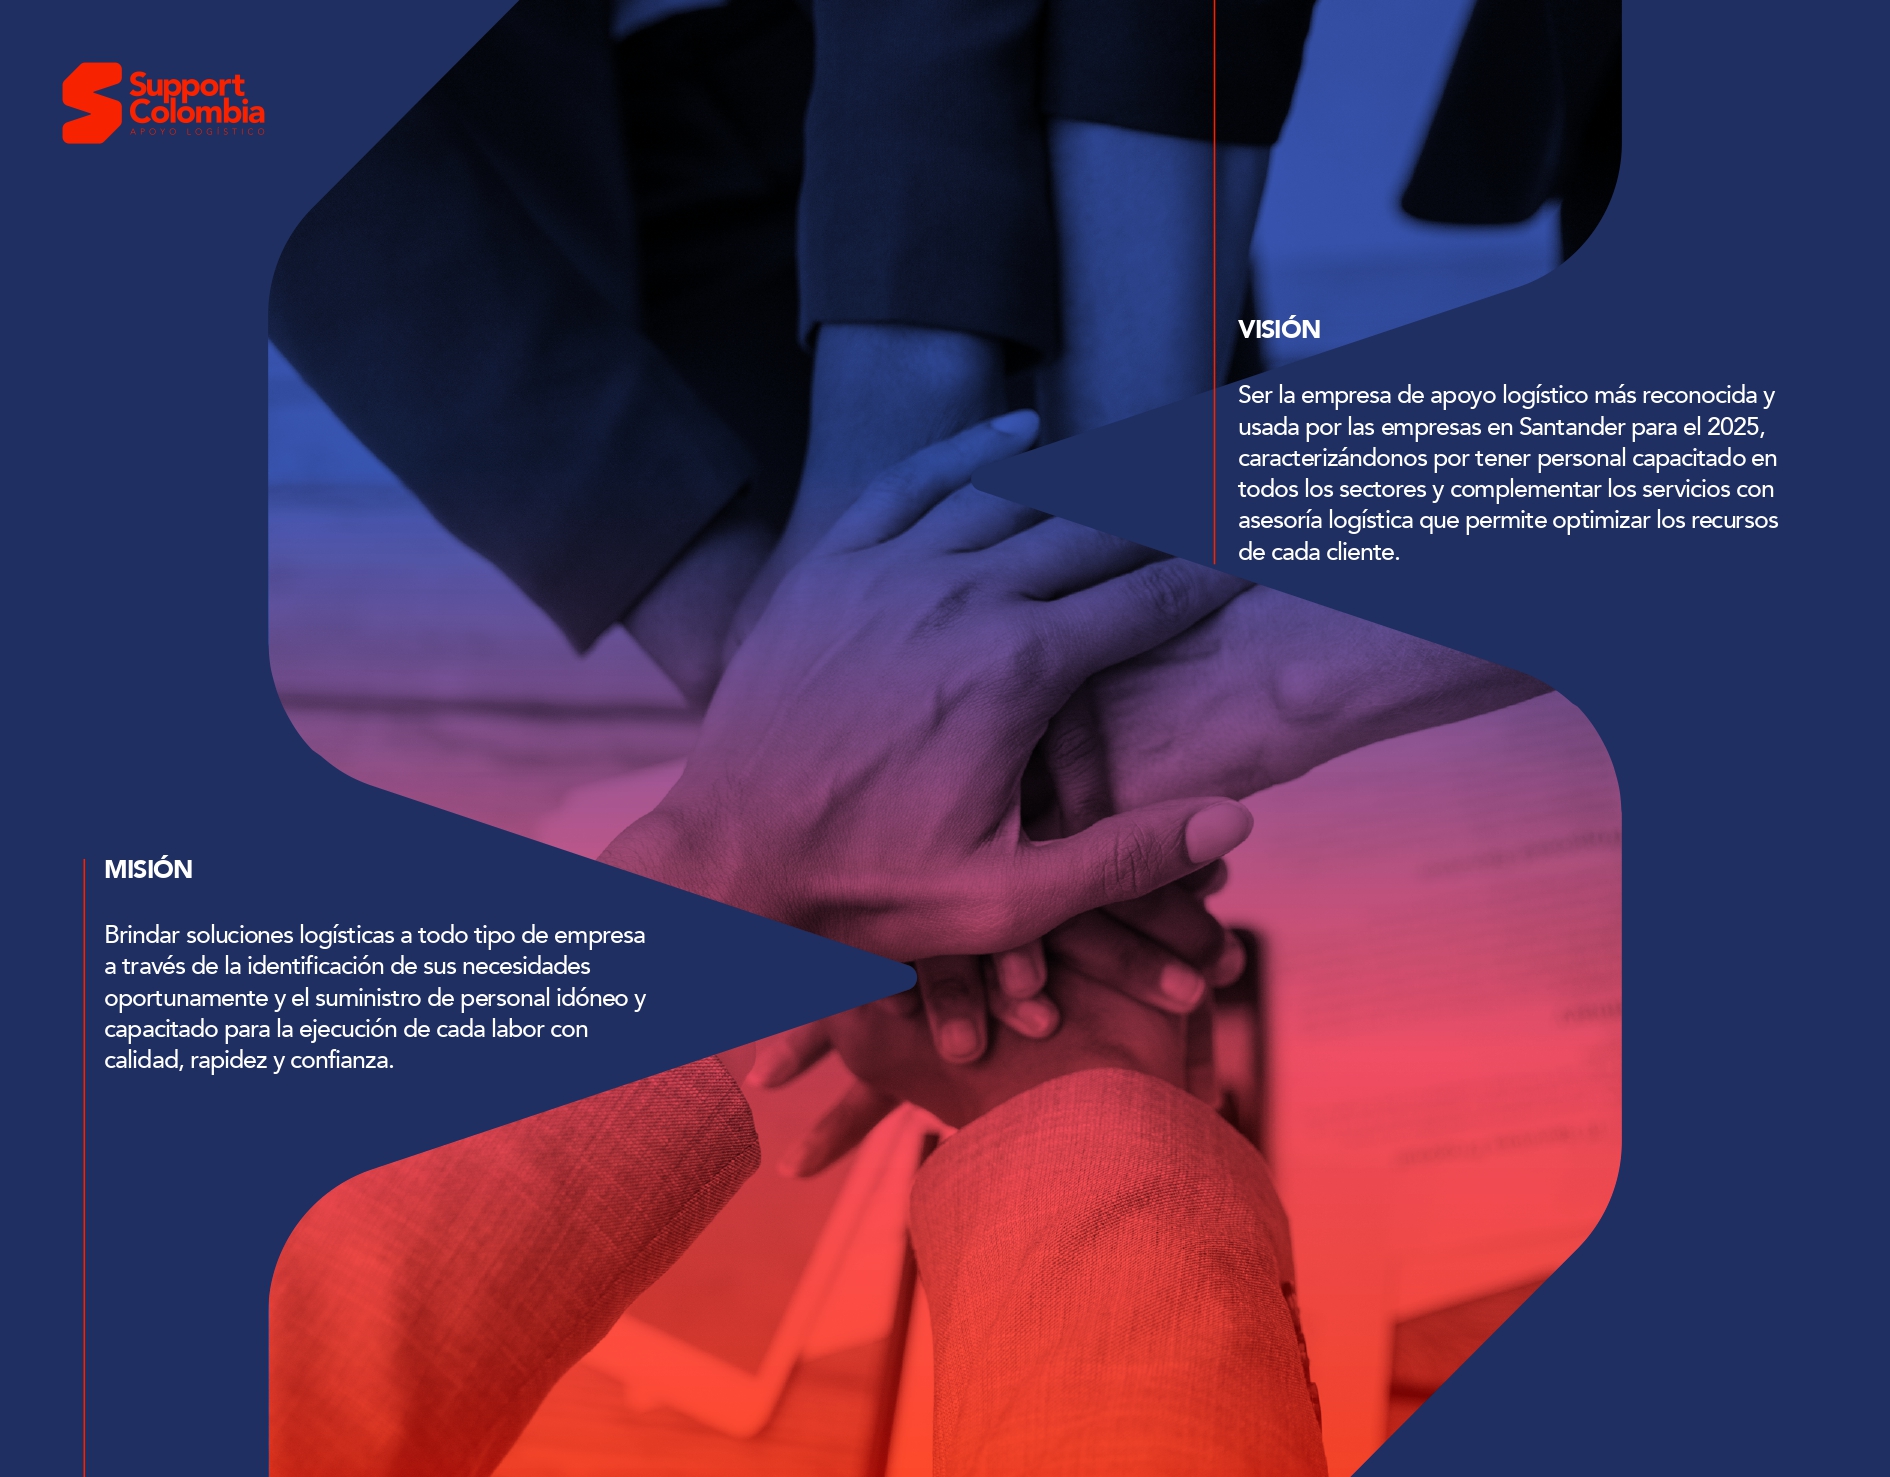 Support
Colombia
APOYO LOGÍSTICO
VISIÓN
Ser la empresa de apoyo logístico más reconocida y
usada por las empresas en Santander para el 2025,
caracterizándonos por tener personal capacitado en
todos los sectores y complementar los servicios con
asesoría logística que permite optimizar los recursos
de cada cliente.
MISIÓN
Brindar soluciones logísticas a todo tipo de empresa
a través de la identificación de sus necesidades
oportunamente y el suministro de personal idóneo y
capacitado para la ejecución de cada labor con
calidad, rapidez y confianza.